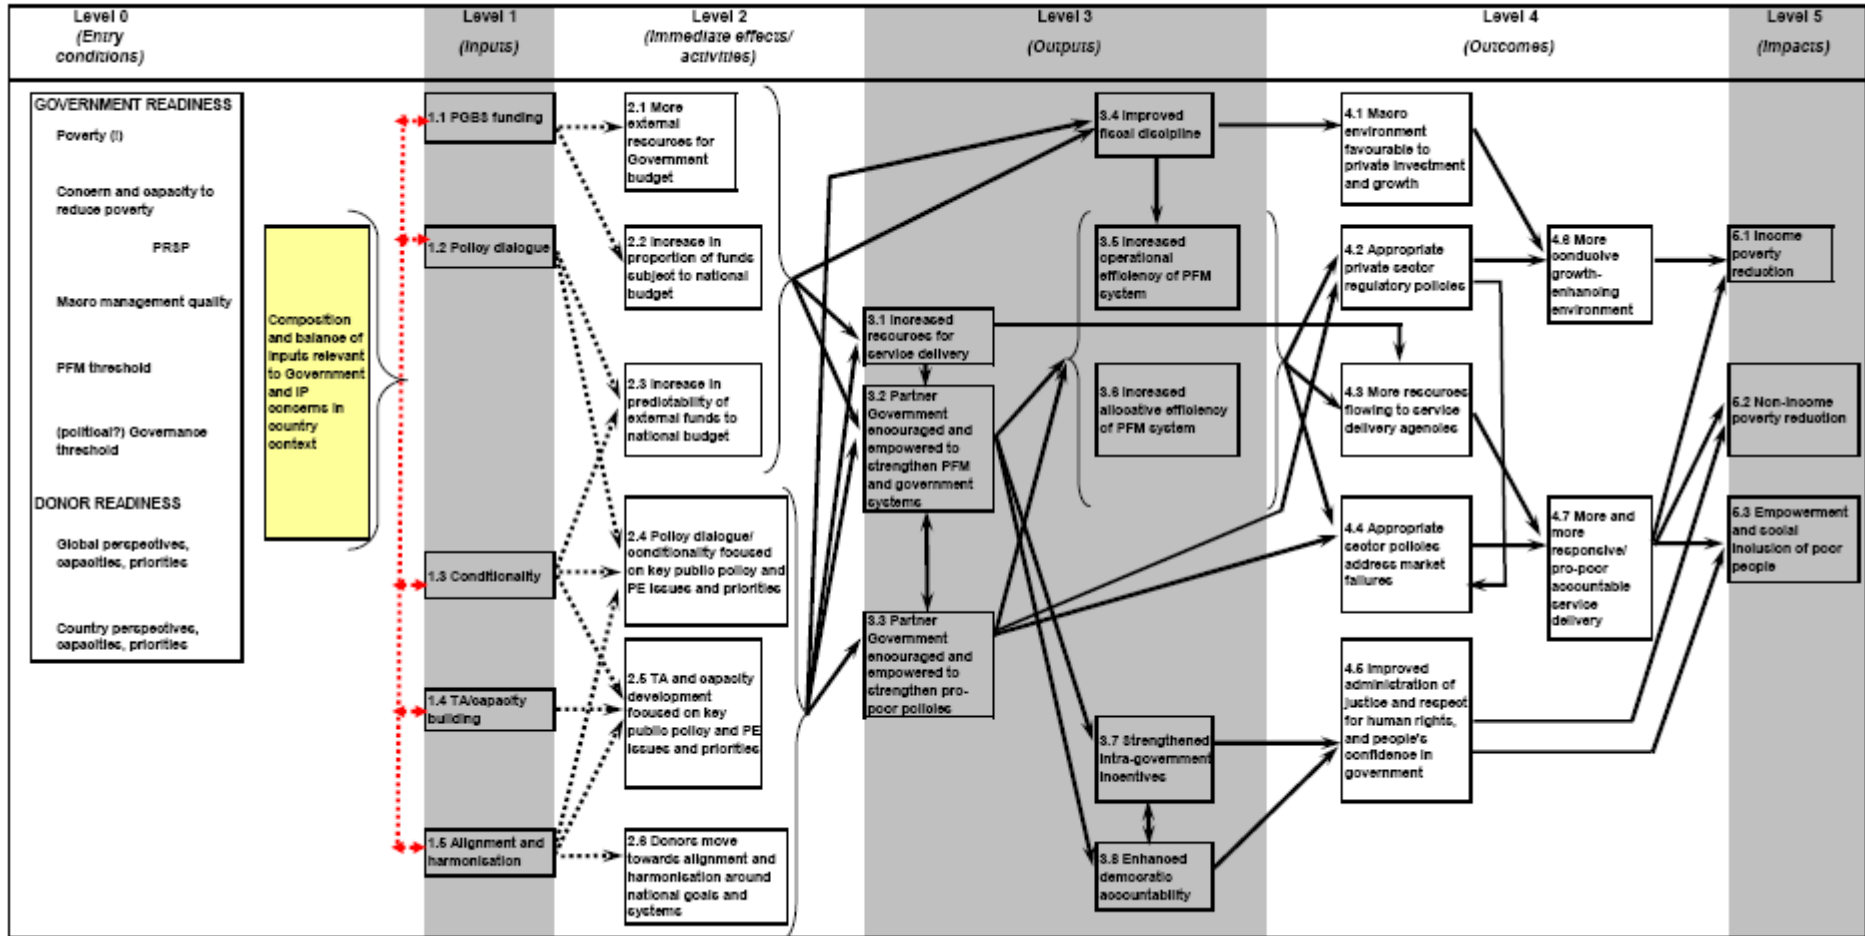 Level 0
(Entry
conditions)
Level 1
(Inputs)
Level 2
(Immediate effects/
activities)
Level 3
(Outputs)
Level 4
(Outcomes)
Level 5
(Impacts)
GOVERNMENT READINESS
Poverty (!)
Concern and capacity to
reduce poverty
PRSP
Macro management quality
PFM threshold
(political?) Governance
threshold
DONOR READINESS
Global perspectives,
capacities, priorities
Country perspectives,
capacities, priorities
Composition
and balance of
inputs relevant
to Government
and IP
concerns in
country
context
1.1 PGBS funding
1.2 Policy dialogue
1.3 Conditionality
1.4 TA/capacity
building
1.5 Alignment and
harmonisation
2.1 More
external
resources for
Government
budget
2.2 Increase in
proportion of funds
subject to national
budget
2.3 Increase in
predictability of
external funds to
national budget
2.4 Policy dialogue/
conditionality focused
on key public policy and
PE issues and priorities
2.5 TA and capacity
development
focused on key
public policy and PE
issues and priorities
2.6 Donors move
towards alignment and
harmonisation around
national goals and
systems
3.1 Increased
resources for
service delivery
3.2 Partner
Government
encouraged and
empowered to
strengthen PFM
and government
systems
3.3 Partner
Government
encouraged and
empowered to
strengthen pro-
poor policies
3.4 Improved
fiscal discipline
3.5 Increased
operational
efficiency of PFM
system
3.6 Increased
allocative efficiency
of PFM system
3.7 Strengthened
intra-government
incentives
3.8 Enhanced
democratic
accountability
4.1 Macro
environment
favourable to
private investment
and growth
4.2 Appropriate
private sector
regulatory policies
4.3 More resources
flowing to service
delivery agencies
4.4 Appropriate
sector policies
address market
failures
4.5 Improved
administration of
justice and respect
for human rights,
and people's
confidence in
government
4.6 More
conducive
growth-
enhancing
environment
4.7 More and
more
responsive/
pro-poor
accountable
service
delivery
5.1 Income
poverty
reduction
5.2 Non-income
poverty reduction
5.3 Empowerment
and social
inclusion of poor
people